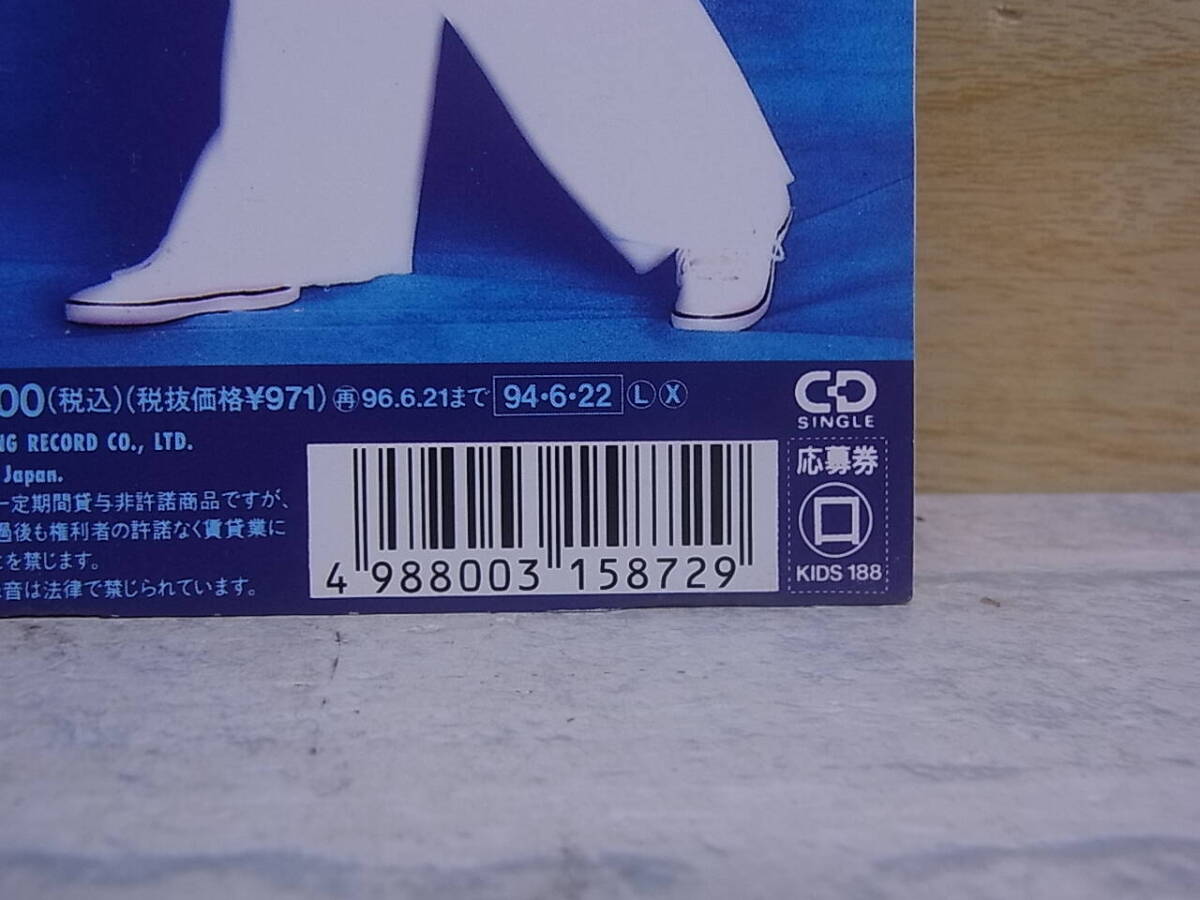 00(税込)(税抜価格¥971)再96.6.21まで 94・6・22 L X
CD
SINGLE
NG RECORD CO., LTD.
Japan.
一定期間貸与非許諾商品ですが、
過後も権利者の許諾なく賃貸業に
とを禁じます。
音は法律で禁じられています。
4 988003 158729
応募券
KIDS 188